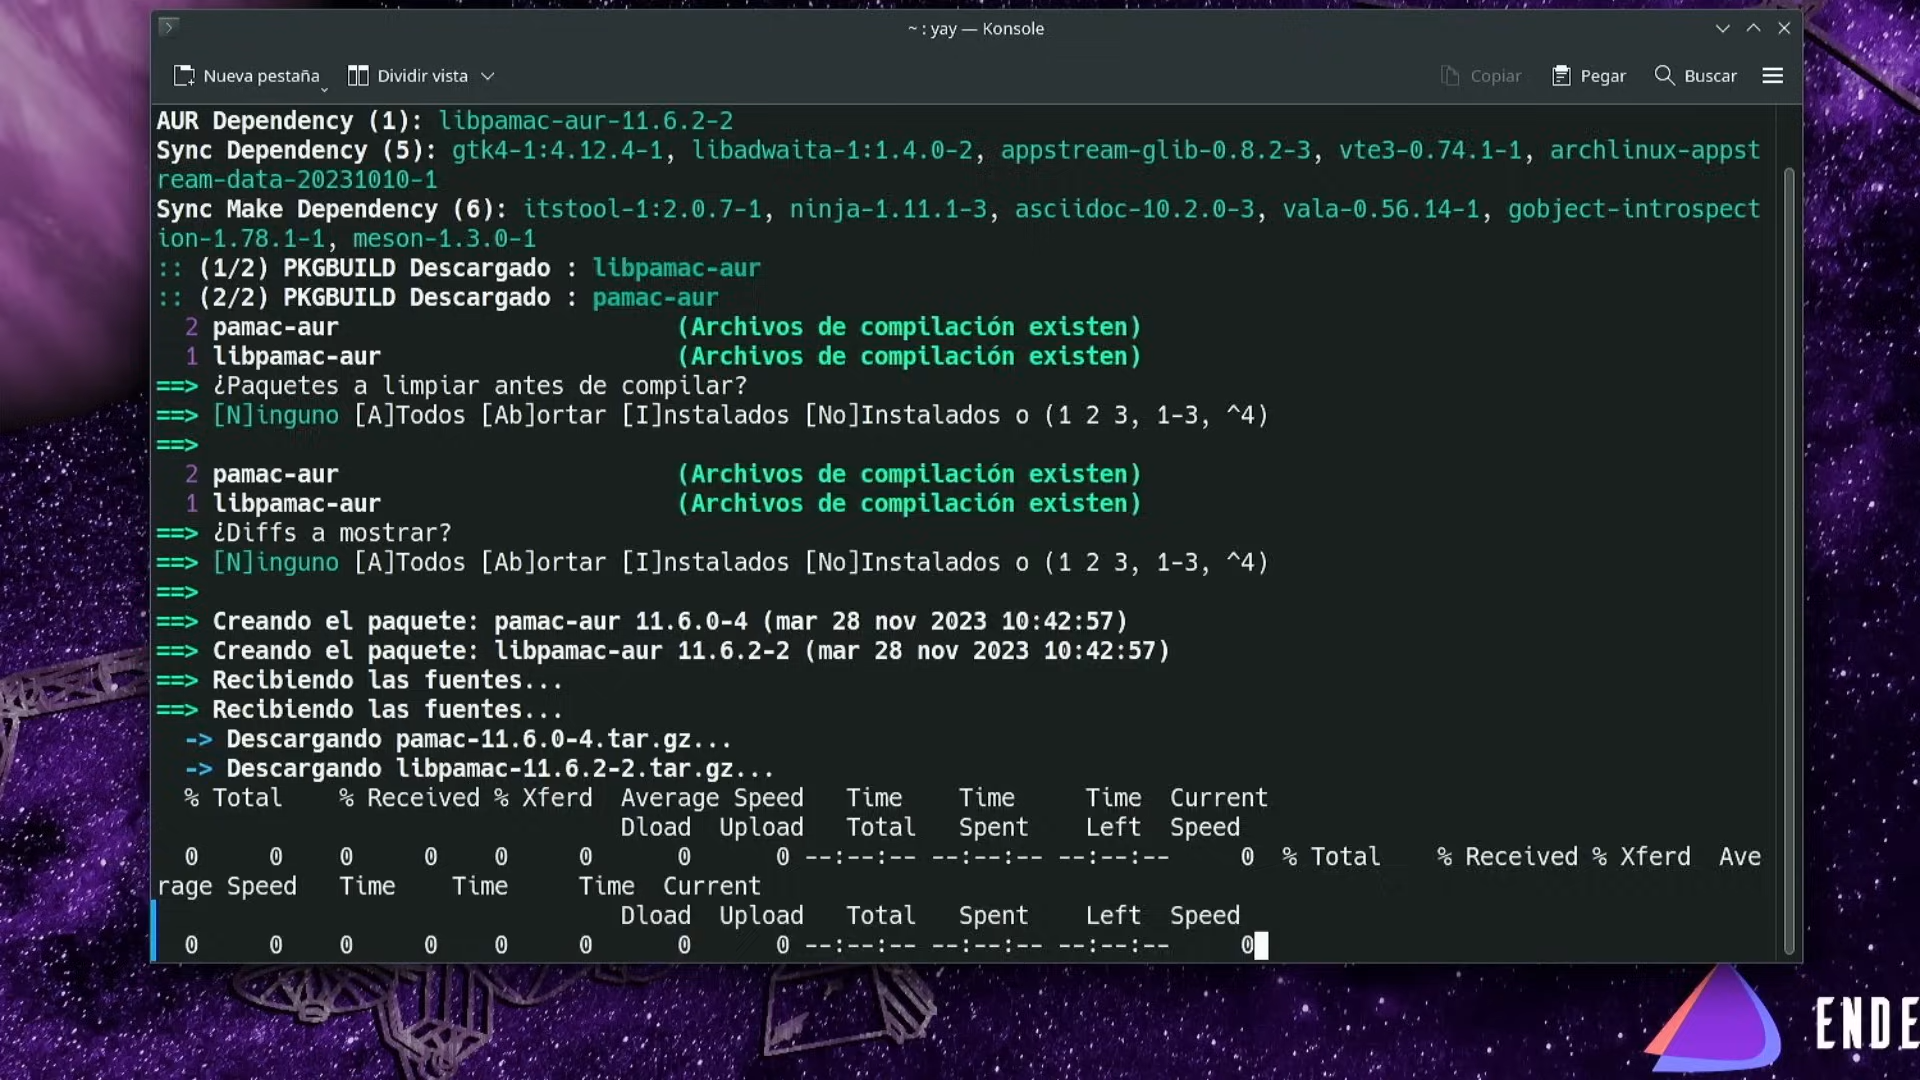 ~ : yay — Konsole
Nueva pestaña Dividir vista Copiar Pegar Buscar
AUR Dependency (1): libpamac-aur-11.6.2-2
Sync Dependency (5): gtk4-1:4.12.4-1, libadwaita-1:1.4.0-2, appstream-glib-0.8.2-3, vte3-0.74.1-1, archlinux-appst
ream-data-20231010-1
Sync Make Dependency (6): itstool-1:2.0.7-1, ninja-1.11.1-3, asciidoc-10.2.0-3, vala-0.56.14-1, gobject-introspect
ion-1.78.1-1, meson-1.3.0-1
:: (1/2) PKGBUILD Descargado : libpamac-aur
:: (2/2) PKGBUILD Descargado : pamac-aur
2 pamac-aur (Archivos de compilación existen)
1 libpamac-aur (Archivos de compilación existen)
==> ¿Paquetes a limpiar antes de compilar?
==> [N]inguno [A]Todos [Ab]ortar [I]nstalados [No]Instalados o (1 2 3, 1-3, ^4)
==>
2 pamac-aur (Archivos de compilación existen)
1 libpamac-aur (Archivos de compilación existen)
==> ¿Diffs a mostrar?
==> [N]inguno [A]Todos [Ab]ortar [I]nstalados [No]Instalados o (1 2 3, 1-3, ^4)
==>
==> Creando el paquete: pamac-aur 11.6.0-4 (mar 28 nov 2023 10:42:57)
==> Creando el paquete: libpamac-aur 11.6.2-2 (mar 28 nov 2023 10:42:57)
==> Recibiendo las fuentes...
==> Recibiendo las fuentes...
-> Descargando pamac-11.6.0-4.tar.gz...
-> Descargando libpamac-11.6.2-2.tar.gz...
% Total % Received % Xferd Average Speed Time Time Time Current
Dload Upload Total Spent Left Speed
0 0 0 0 0 0 0 0 --:--:-- --:--:-- --:--:-- 0 % Total % Received % Xferd Ave
rage Speed Time Time Time Current
Dload Upload Total Spent Left Speed
0 0 0 0 0 0 0 0 --:--:-- --:--:-- --:--:-- 0
ENDE